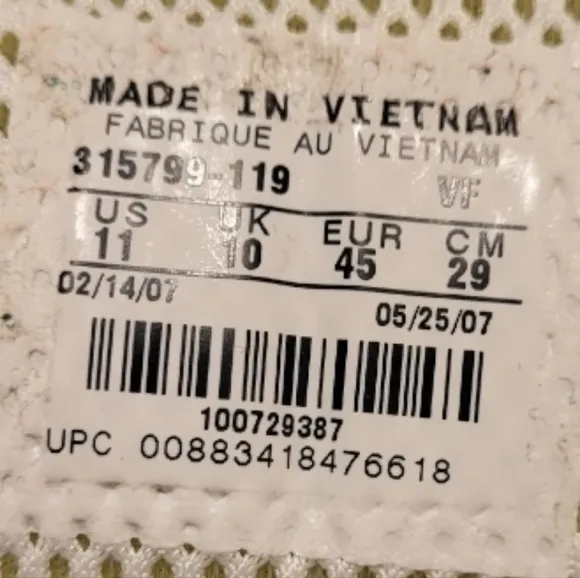 MADE IN VIETNAM
FABRIQUE AU VIETNAM
315799-119 VF
US UK EUR CM
11 10 45 29
02/14/07 05/25/07
100729387
UPC 00883418476618